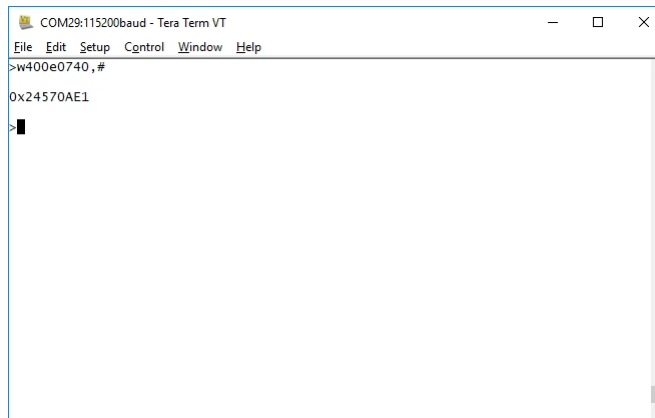 COM29:115200baud - Tera Term VT
File Edit Setup Control Window Help
>w400e0740,#
0x24570AE1
>